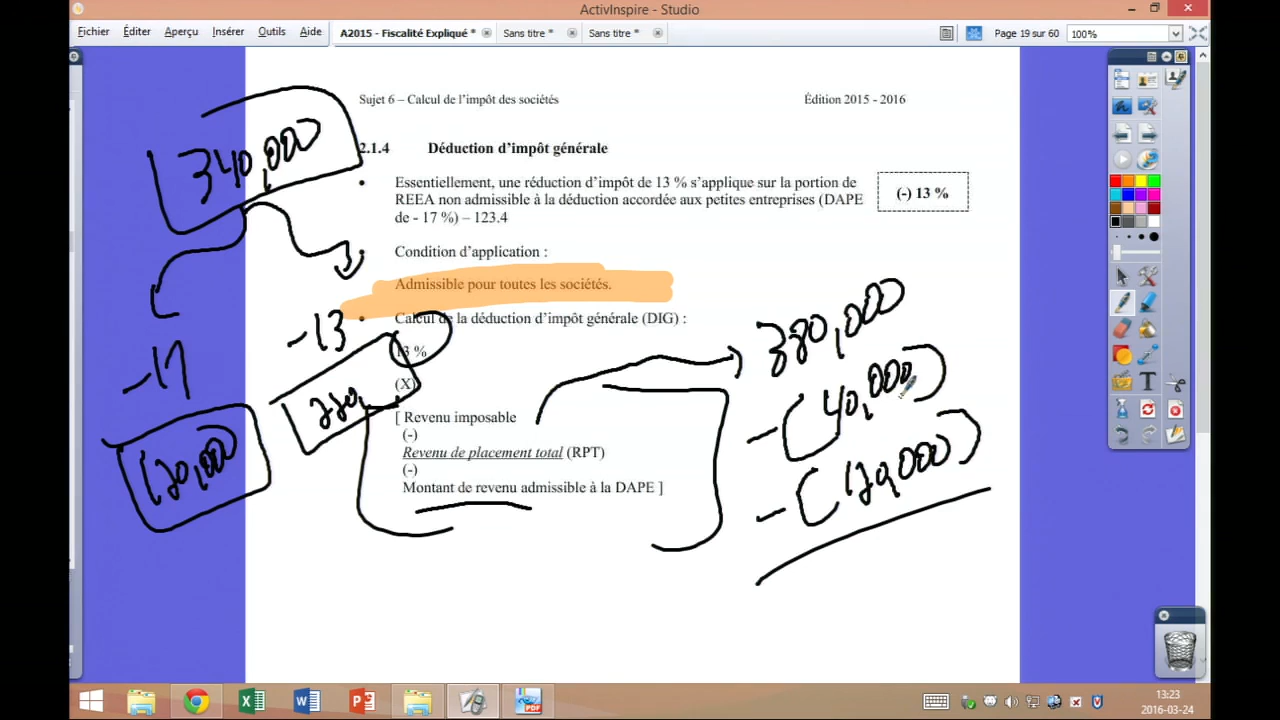 ActivInspire - Studio
Fichier Éditer Aperçu Insérer Outils Aide A2015 - Fiscalité Expliqué * Sans titre * Sans titre * Page 19 sur 60 100%
Sujet 6 – Calcul de l'impôt des sociétés Édition 2015 - 2016
2.1.4 Déduction d'impôt générale
• Essentiellement, une réduction d'impôt de 13 % s'applique sur la portion de
REEA non admissible à la déduction accordée aux petites entreprises (DAPE
de - 17 %) – 123.4
(-) 13 %
• Condition d'application :
Admissible pour toutes les sociétés.
• Calcul de la déduction d'impôt générale (DIG) :
13 %
(X)
[ Revenu imposable
(-)
Revenu de placement total (RPT)
(-)
Montant de revenu admissible à la DAPE ]
340,000
-13
-17
120,000
220,
380,000
- (40,000)
- (120,000)
13:23
2016-03-24